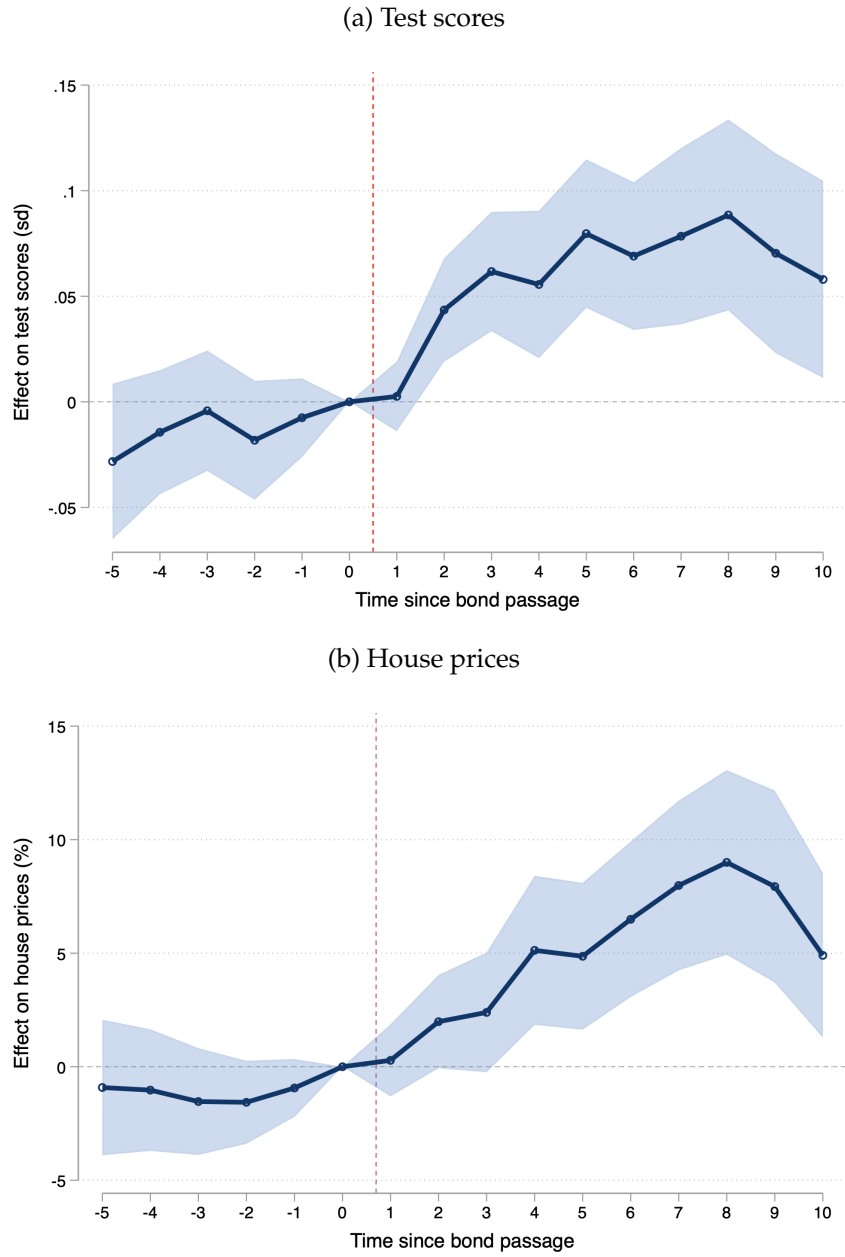 (a) Test scores
.15
.1
.05
0
-.05
Effect on test scores (sd)
-5 -4 -3 -2 -1 0 1 2 3 4 5 6 7 8 9 10
Time since bond passage
(b) House prices
15
10
5
0
-5
Effect on house prices (%)
-5 -4 -3 -2 -1 0 1 2 3 4 5 6 7 8 9 10
Time since bond passage